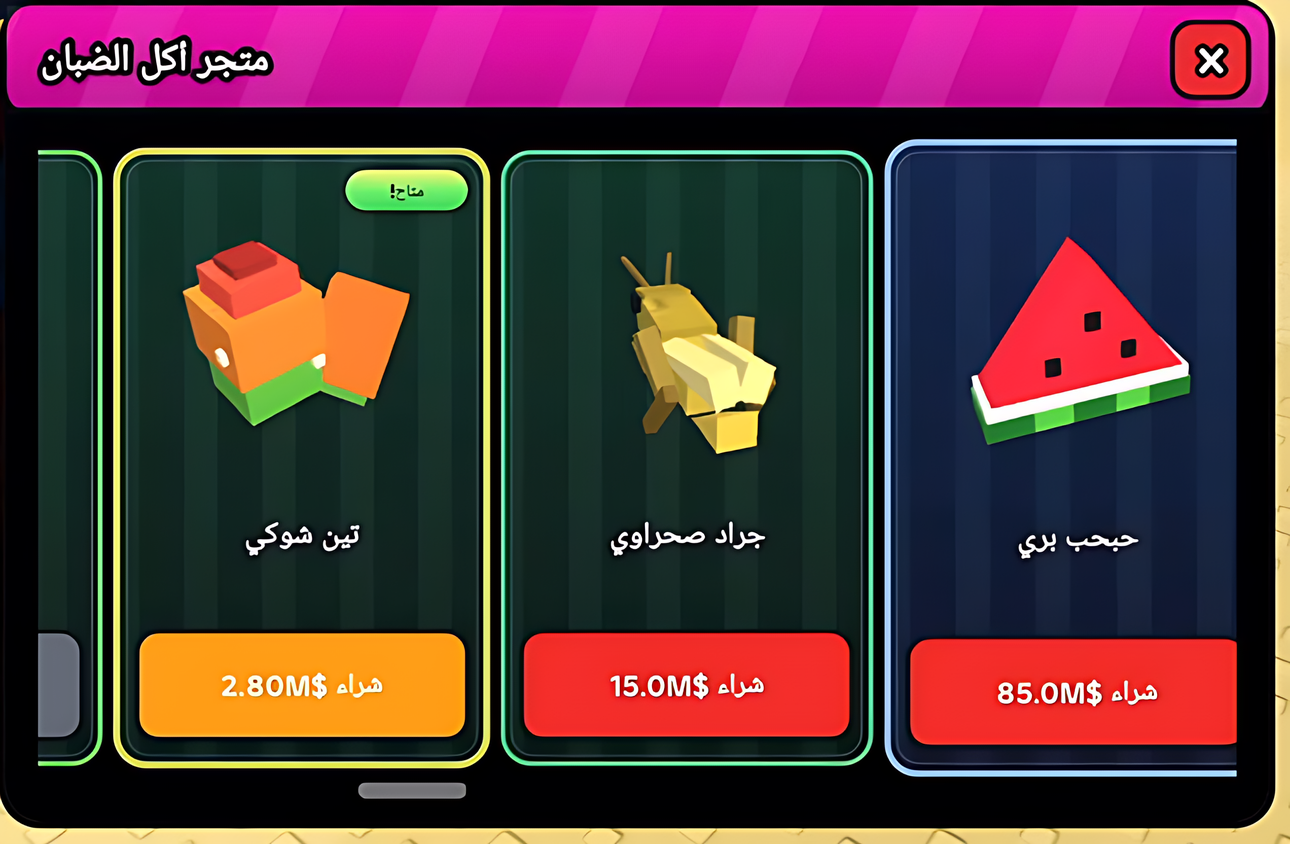 متجر أكل الضبان
متاح!
تين شوكي
شراء $2.80M
جراد صحراوي
شراء $15.0M
حبحب بري
شراء $85.0M